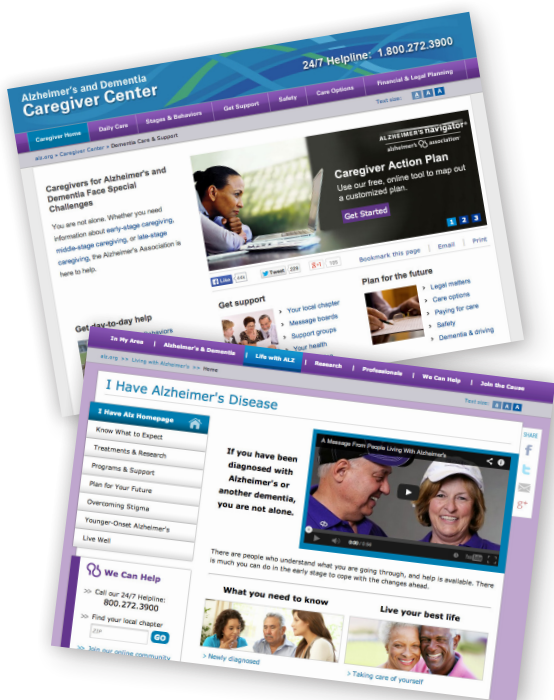 Alzheimer's and Dementia
Caregiver Center
24/7 Helpline: 1.800.272.3900
Caregiver Home
Daily Care
Stages & Behaviors
Get Support
Safety
Care Options
Financial & Legal Planning
alz.org » Caregiver Center » Dementia Care & Support
Text size: A A A
Caregivers for Alzheimer's and
Dementia Face Special
Challenges
You are not alone. Whether you need
information about early-stage caregiving,
middle-stage caregiving, or late-stage
caregiving, the Alzheimer's Association is
here to help.
ALZHEIMER'S navigator®
alzheimer's association®
Caregiver Action Plan
Use our free, online tool to map out
a customized plan.
Get Started
1 2 3
Like
Tweet
Bookmark this page | Email | Print
Get day-to-day help
Get support
Your local chapter
Message boards
Support groups
Your health
Plan for the future
Legal matters
Care options
Paying for care
Safety
Dementia & driving
In My Area | Alzheimer's & Dementia | Life with ALZ | Research | Professionals | We Can Help | Join the Cause
alz.org >> Living with Alzheimer's >> Home
Text size: A A A
I Have Alzheimer's Disease
I Have Alz Homepage
Know What to Expect
Treatments & Research
Programs & Support
Plan for Your Future
Overcoming Stigma
Younger-Onset Alzheimer's
Live Well
If you have been
diagnosed with
Alzheimer's or
another dementia,
you are not alone.
A Message From People Living With Alzheimer's
SHARE
There are people who understand what you are going through, and help is available. There
is much you can do in the early stage to cope with the changes ahead.
We Can Help
>> Call our 24/7 Helpline:
800.272.3900
>> Find your local chapter
ZIP
GO
>> Join our online community
What you need to know
> Newly diagnosed
Live your best life
> Taking care of yourself